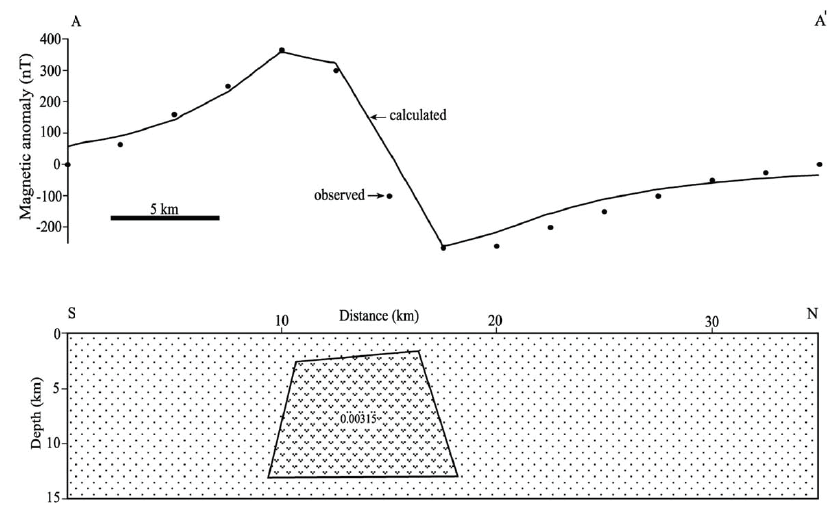 A A'
400
300
200
100
0
-100
-200
Magnetic anomaly (nT)
calculated
observed
5 km
S Distance (km) N
10 20 30
0
5
10
15
Depth (km)
0.00315